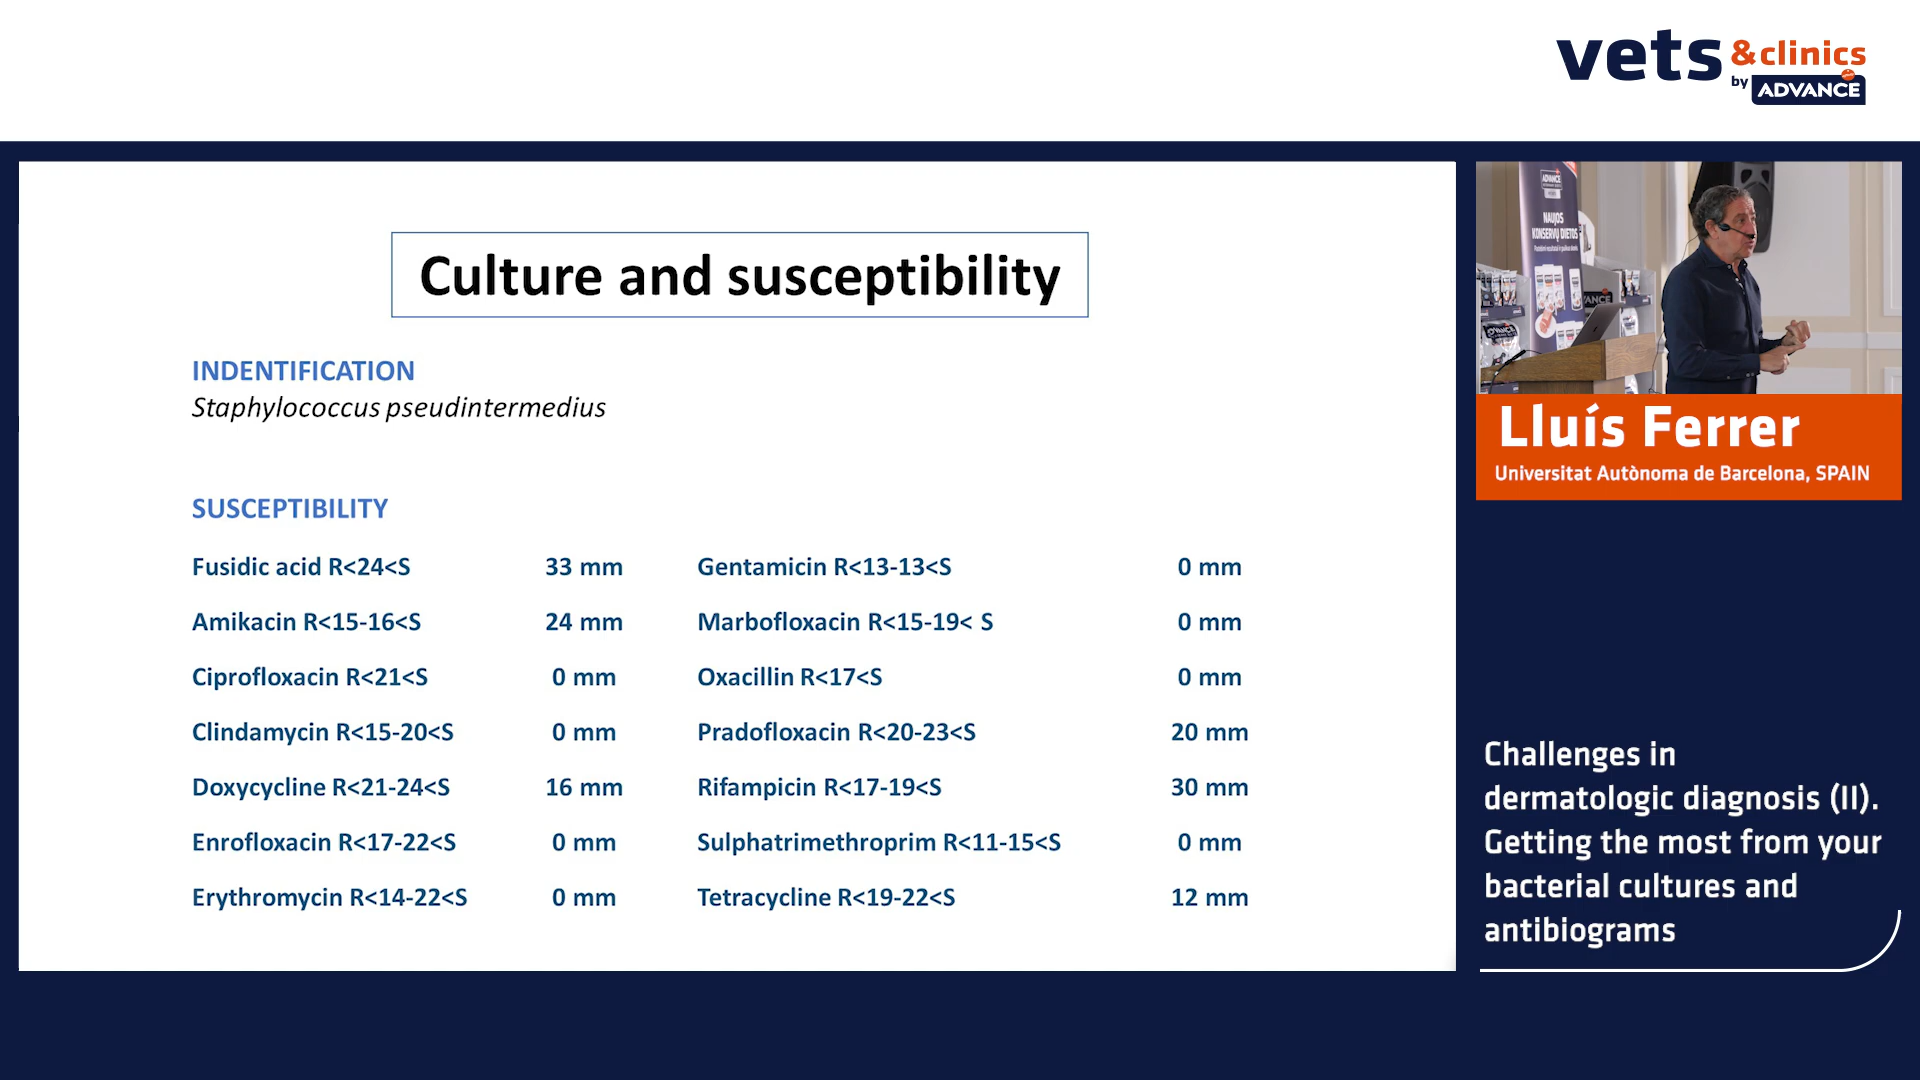 vets &clinics
by ADVANCE
Culture and susceptibility
INDENTIFICATION
Staphylococcus pseudintermedius
SUSCEPTIBILITY
Fusidic acid R<24<S 33 mm Gentamicin R<13-13<S 0 mm
Amikacin R<15-16<S 24 mm Marbofloxacin R<15-19< S 0 mm
Ciprofloxacin R<21<S 0 mm Oxacillin R<17<S 0 mm
Clindamycin R<15-20<S 0 mm Pradofloxacin R<20-23<S 20 mm
Doxycycline R<21-24<S 16 mm Rifampicin R<17-19<S 30 mm
Enrofloxacin R<17-22<S 0 mm Sulphatrimethroprim R<11-15<S 0 mm
Erythromycin R<14-22<S 0 mm Tetracycline R<19-22<S 12 mm
ADVANCE
NAUJOS
KONSERVŲ DIETOS
Lluís Ferrer
Universitat Autònoma de Barcelona, SPAIN
Challenges in
dermatologic diagnosis (II).
Getting the most from your
bacterial cultures and
antibiograms